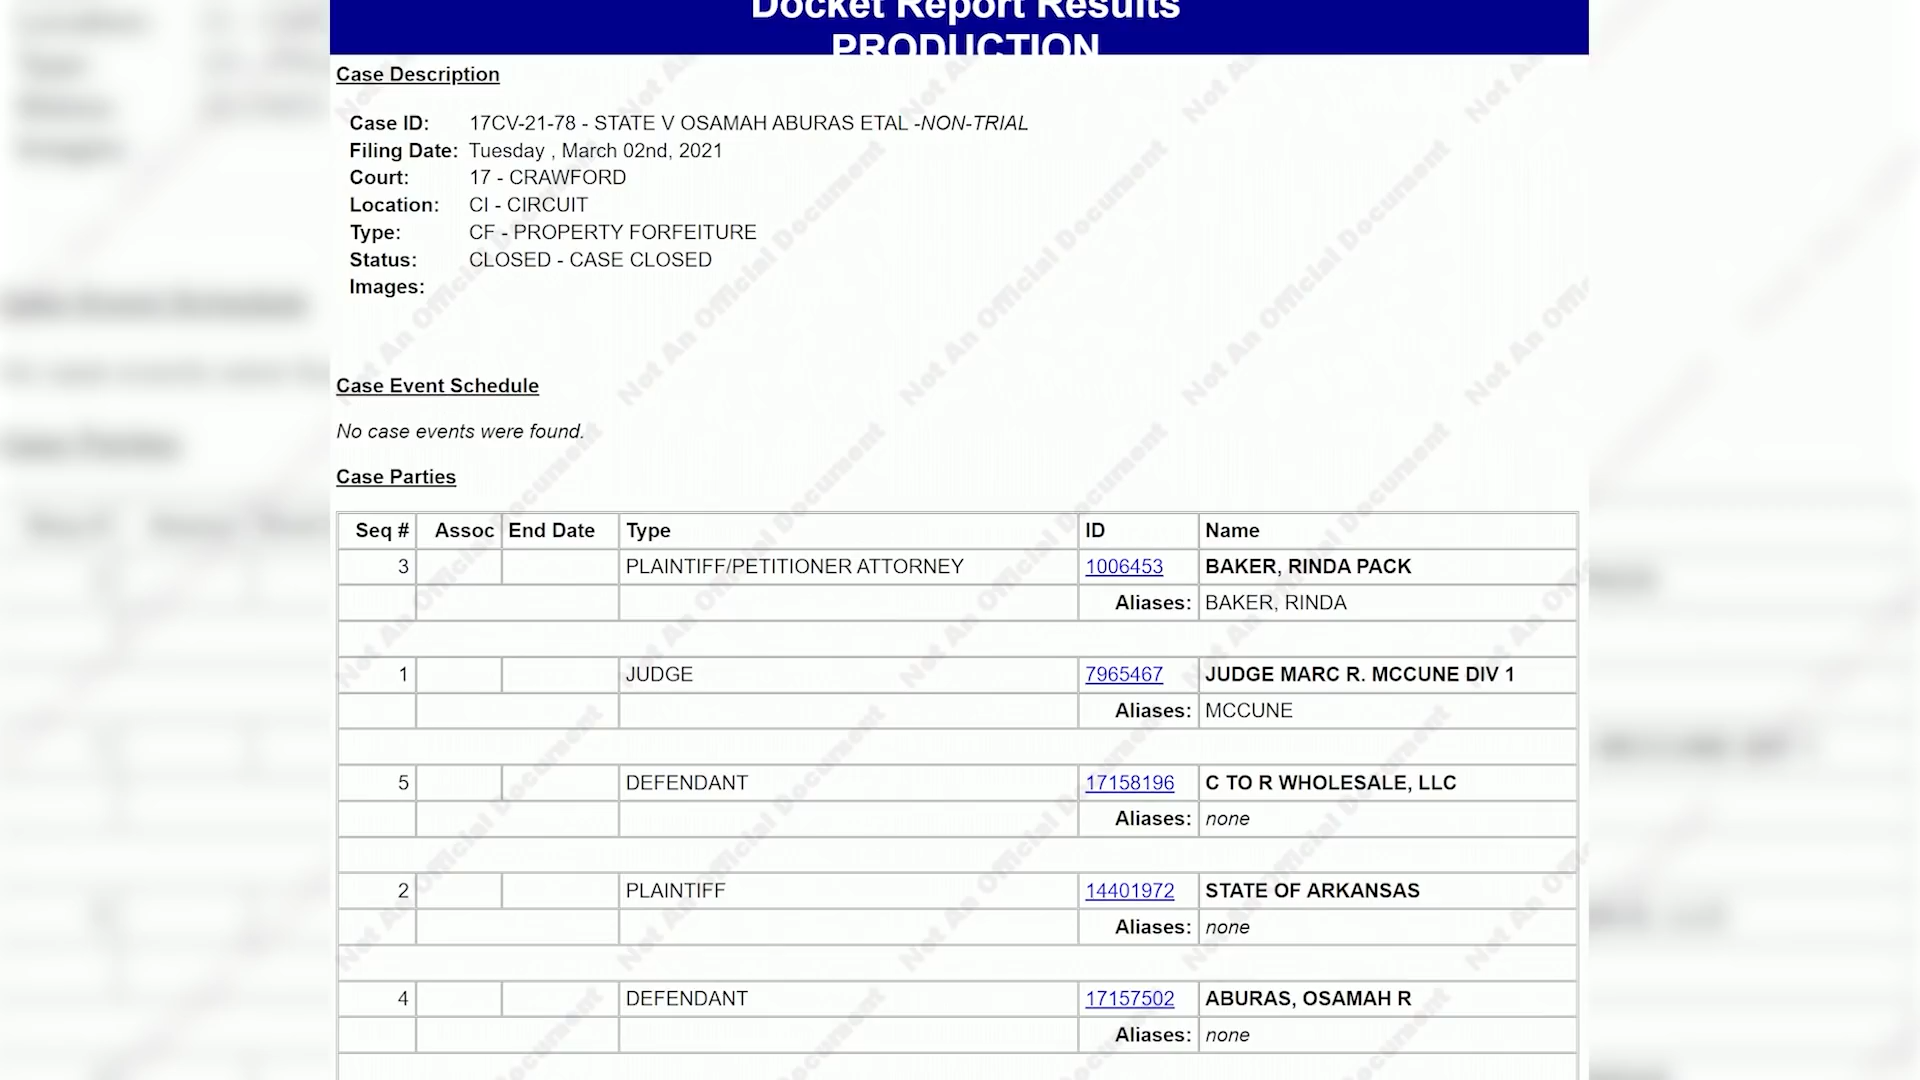 Docket Report Results
PRODUCTION
Case Description
Case ID: 17CV-21-78 - STATE V OSAMAH ABURAS ETAL -NON-TRIAL
Filing Date: Tuesday , March 02nd, 2021
Court: 17 - CRAWFORD
Location: CI - CIRCUIT
Type: CF - PROPERTY FORFEITURE
Status: CLOSED - CASE CLOSED
Images:
Case Event Schedule
No case events were found.
Case Parties
Seq # Assoc End Date Type ID Name
3 PLAINTIFF/PETITIONER ATTORNEY 1006453 BAKER, RINDA PACK
Aliases: BAKER, RINDA
1 JUDGE 7965467 JUDGE MARC R. MCCUNE DIV 1
Aliases: MCCUNE
5 DEFENDANT 17158196 C TO R WHOLESALE, LLC
Aliases: none
2 PLAINTIFF 14401972 STATE OF ARKANSAS
Aliases: none
4 DEFENDANT 17157502 ABURAS, OSAMAH R
Aliases: none
Not An Official Document